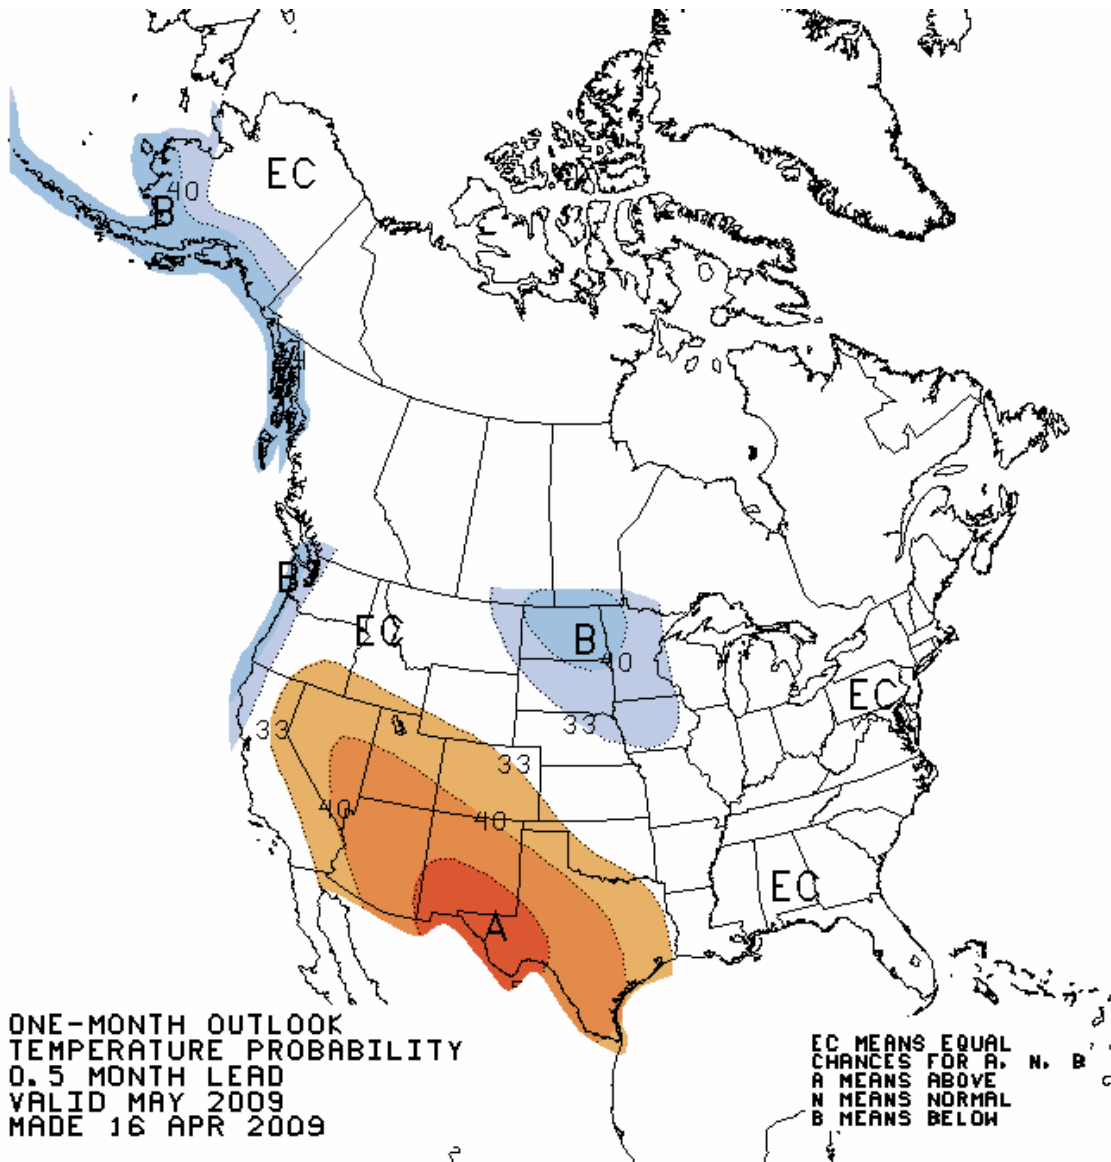 EC
40
B
B
EC
B
40
EC
33
33
33
40
40
EC
A
ONE-MONTH OUTLOOK
TEMPERATURE PROBABILITY
0.5 MONTH LEAD
VALID MAY 2009
MADE 16 APR 2009
EC MEANS EQUAL
CHANCES FOR A, N, B
A MEANS ABOVE
N MEANS NORMAL
B MEANS BELOW